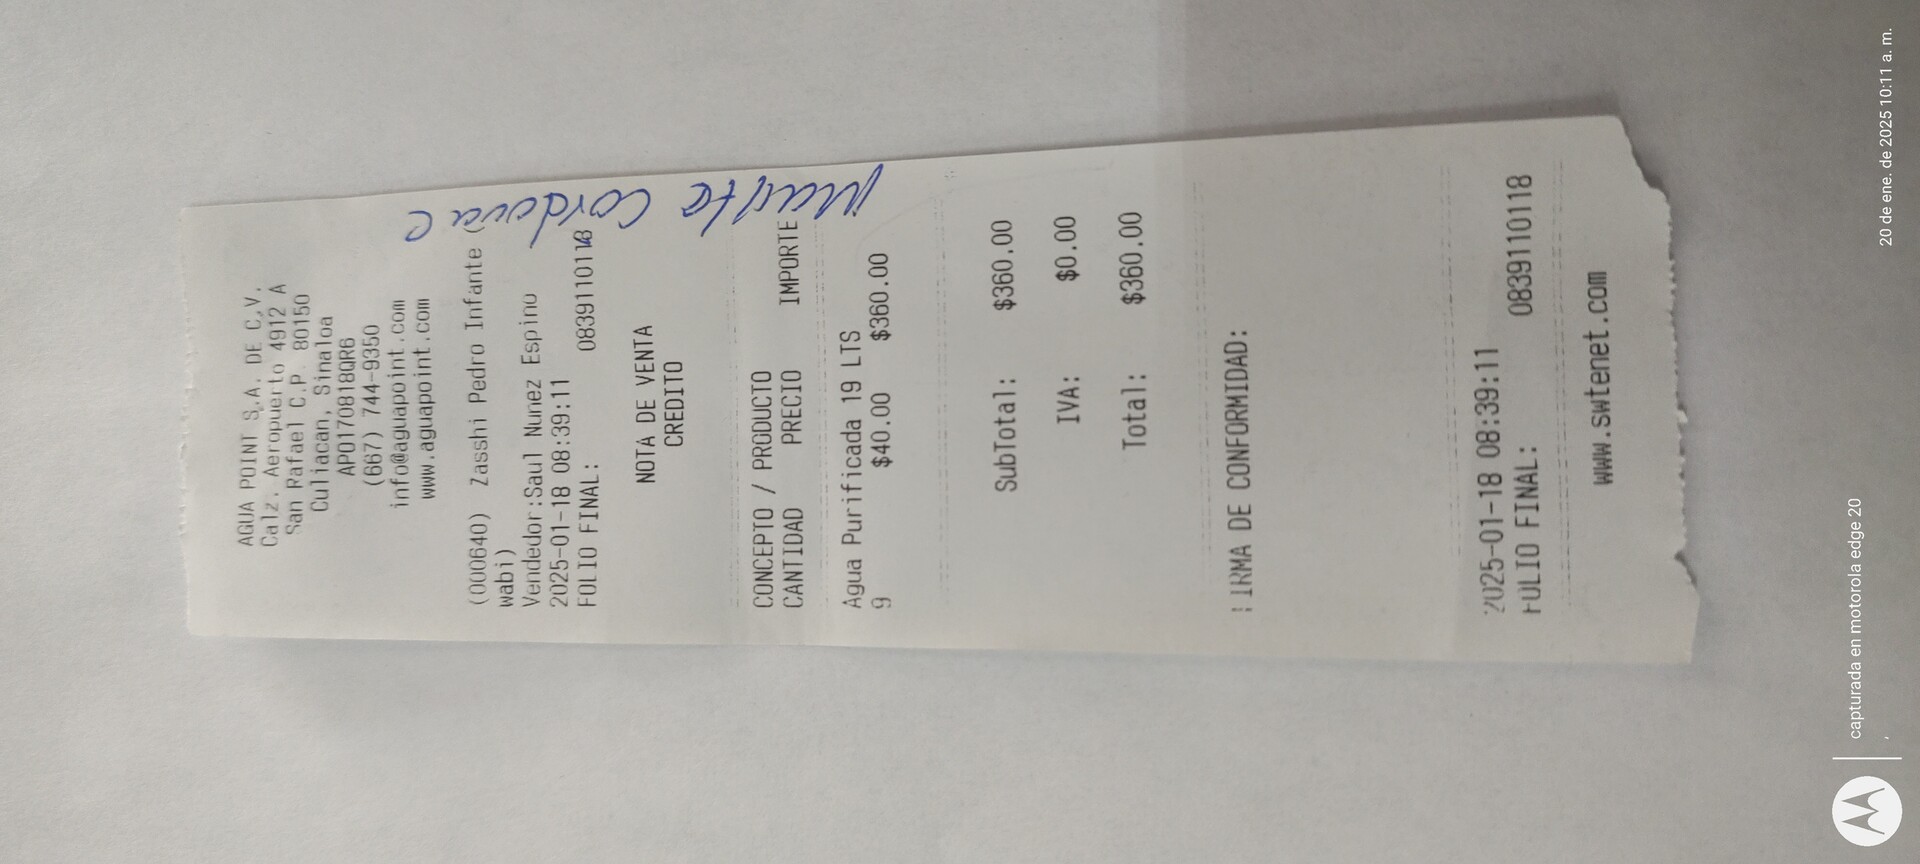 AGUA POINT S.A. DE C.V.
Calz. Aeropuerto 4912 A
San Rafael C.P. 80150
Culiacan, Sinaloa
APO170818QR6
(667) 744-9350
info@aguapoint.com
www.aguapoint.com
(000640) Zasshi Pedro Infante (
wabi)
Vendedor:Saul Nunez Espino
2025-01-18 08:39:11
FOLIO FINAL: 0839110118
NOTA DE VENTA
CREDITO
CONCEPTO / PRODUCTO
CANTIDAD PRECIO IMPORTE
Agua Purificada 19 LTS
9 $40.00 $360.00
SubTotal: $360.00
IVA: $0.00
Total: $360.00
FIRMA DE CONFORMIDAD:
2025-01-18 08:39:11
FOLIO FINAL: 0839110118
www.swtenet.com
Cordova C
capturada en motorola edge 20
20 de ene. de 2025 10:11 a. m.